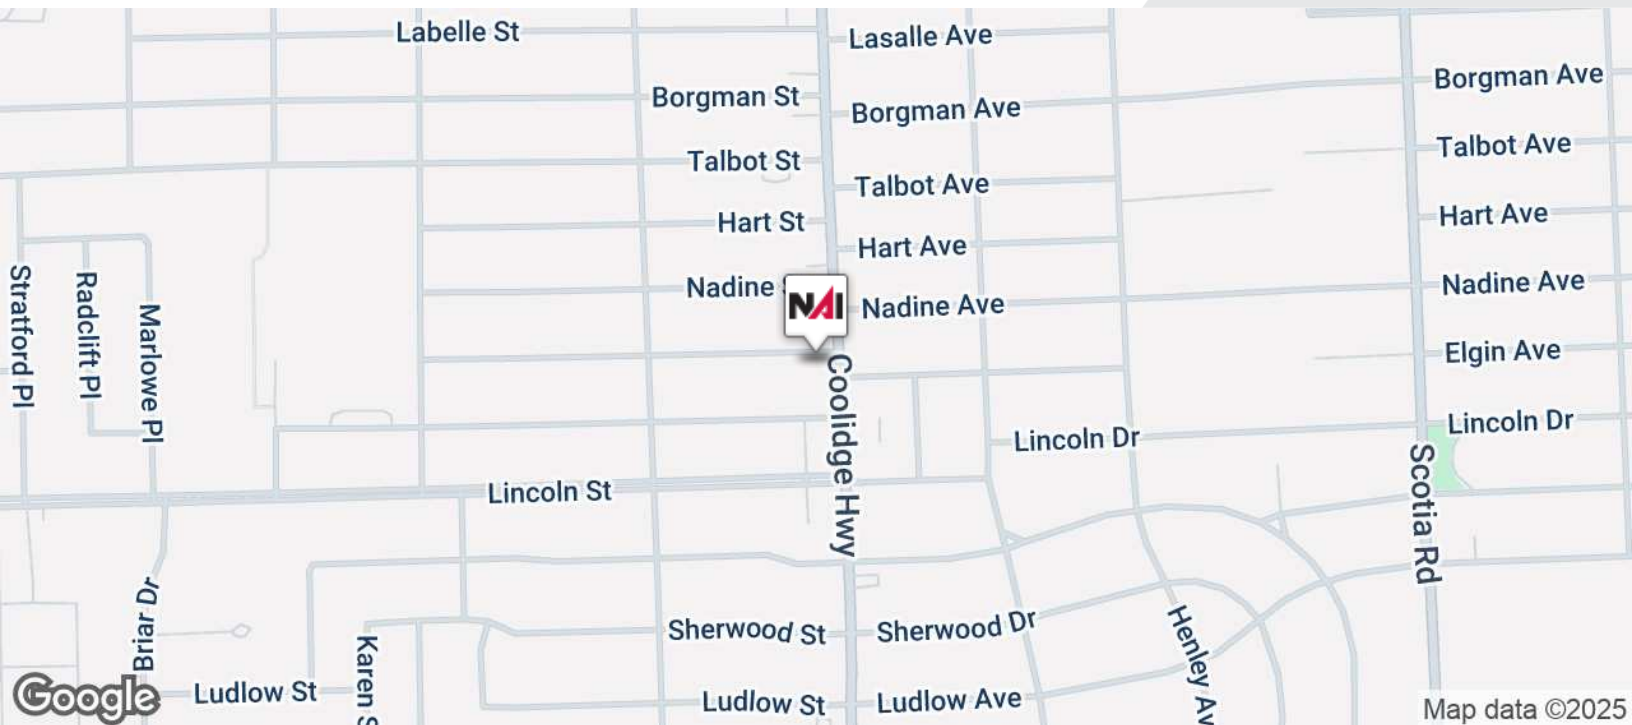 Labelle St
Lasalle Ave
Borgman St
Borgman Ave
Borgman Ave
Talbot St
Talbot Ave
Talbot Ave
Hart St
Hart Ave
Hart Ave
Nadine
NAI
Nadine Ave
Nadine Ave
Stratford Pl
Radclift Pl
Marlowe Pl
Elgin Ave
Coolidge Hwy
Lincoln Dr
Lincoln Dr
Lincoln St
Scotia Rd
Briar Dr
Karen S
Sherwood St
Sherwood Dr
Henley Av
Ludlow St
Ludlow St
Ludlow Ave
Google
Map data ©2025